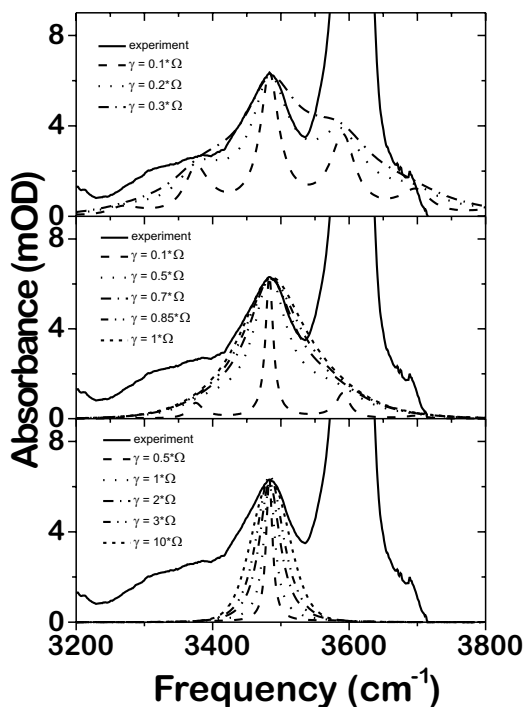 8
experiment
γ = 0.1*Ω
γ = 0.2*Ω
γ = 0.3*Ω
4
0
8
experiment
γ = 0.1*Ω
γ = 0.5*Ω
γ = 0.7*Ω
γ = 0.85*Ω
γ = 1*Ω
4
0
8
experiment
γ = 0.5*Ω
γ = 1*Ω
γ = 2*Ω
γ = 3*Ω
γ = 10*Ω
4
0
Absorbance (mOD)
3200 3400 3600 3800
Frequency (cm⁻¹)